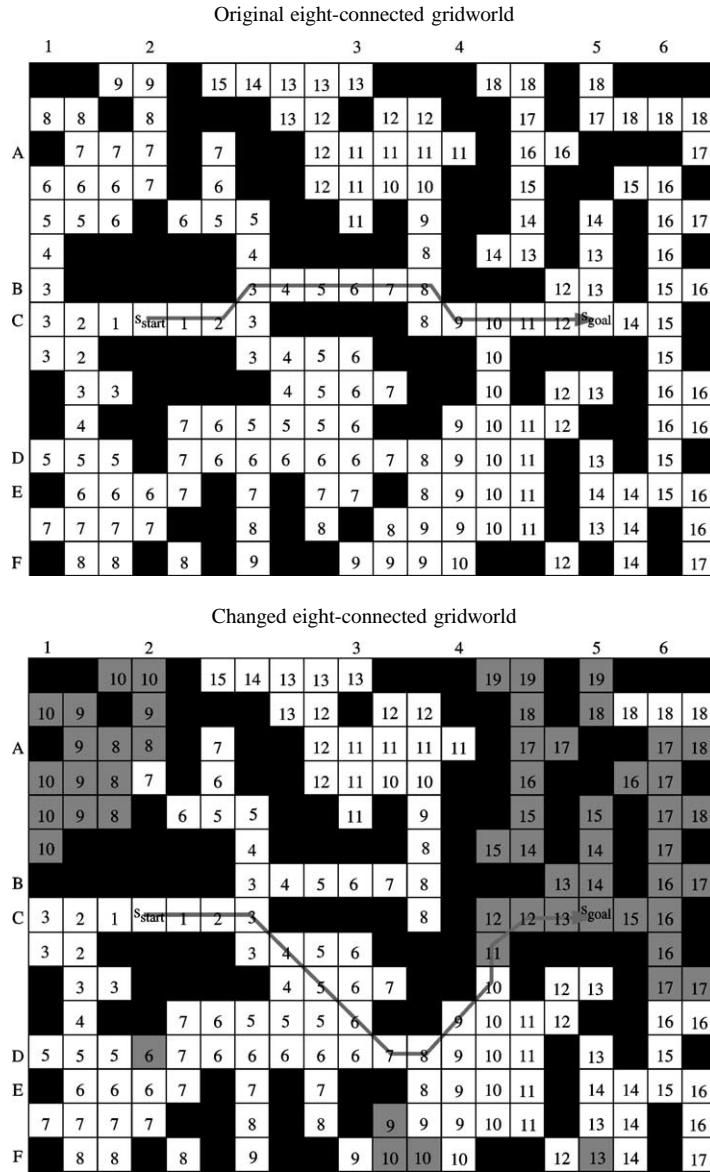 Original eight-connected gridworld
1 2 3 4 5 6
9 9 15 14 13 13 13 18 18 18
8 8 8 13 12 12 12 17 17 18 18 18
A 7 7 7 7 12 11 11 11 11 16 16 17
6 6 6 7 6 12 11 10 10 15 15 16
5 5 6 6 5 5 11 9 14 14 16 17
4 4 8 14 13 13 16
B 3 3 4 5 6 7 8 12 13 15 16
C 3 2 1 Sstart 1 2 3 8 9 10 11 12 Sgoal 14 15
3 2 3 4 5 6 10 15
3 3 4 5 6 7 10 12 13 16 16
4 7 6 5 5 5 6 9 10 11 12 16 16
D 5 5 5 7 6 6 6 6 6 7 8 9 10 11 13 15
E 6 6 6 7 7 7 7 8 9 10 11 14 14 15 16
7 7 7 7 8 8 8 9 9 10 11 13 14 16
F 8 8 8 9 9 9 9 10 12 14 17
Changed eight-connected gridworld
1 2 3 4 5 6
10 10 15 14 13 13 13 19 19 19
10 9 9 13 12 12 12 18 18 18 18 18
A 9 8 8 7 12 11 11 11 11 17 17 17 18
10 9 8 7 6 12 11 10 10 16 16 17
10 9 8 6 5 5 11 9 15 15 17 18
10 4 8 15 14 14 17
B 3 4 5 6 7 8 13 14 16 17
C 3 2 1 Sstart 1 2 3 8 12 12 13 Sgoal 15 16
3 2 3 4 5 6 11 16
3 3 4 5 6 7 10 12 13 17 17
4 7 6 5 5 5 6 9 10 11 12 16 16
D 5 5 5 6 7 6 6 6 6 6 7 8 9 10 11 13 15
E 6 6 6 7 7 7 8 9 10 11 14 14 15 16
7 7 7 7 8 8 9 9 9 10 11 13 14 16
F 8 8 8 9 9 10 10 10 12 13 14 17